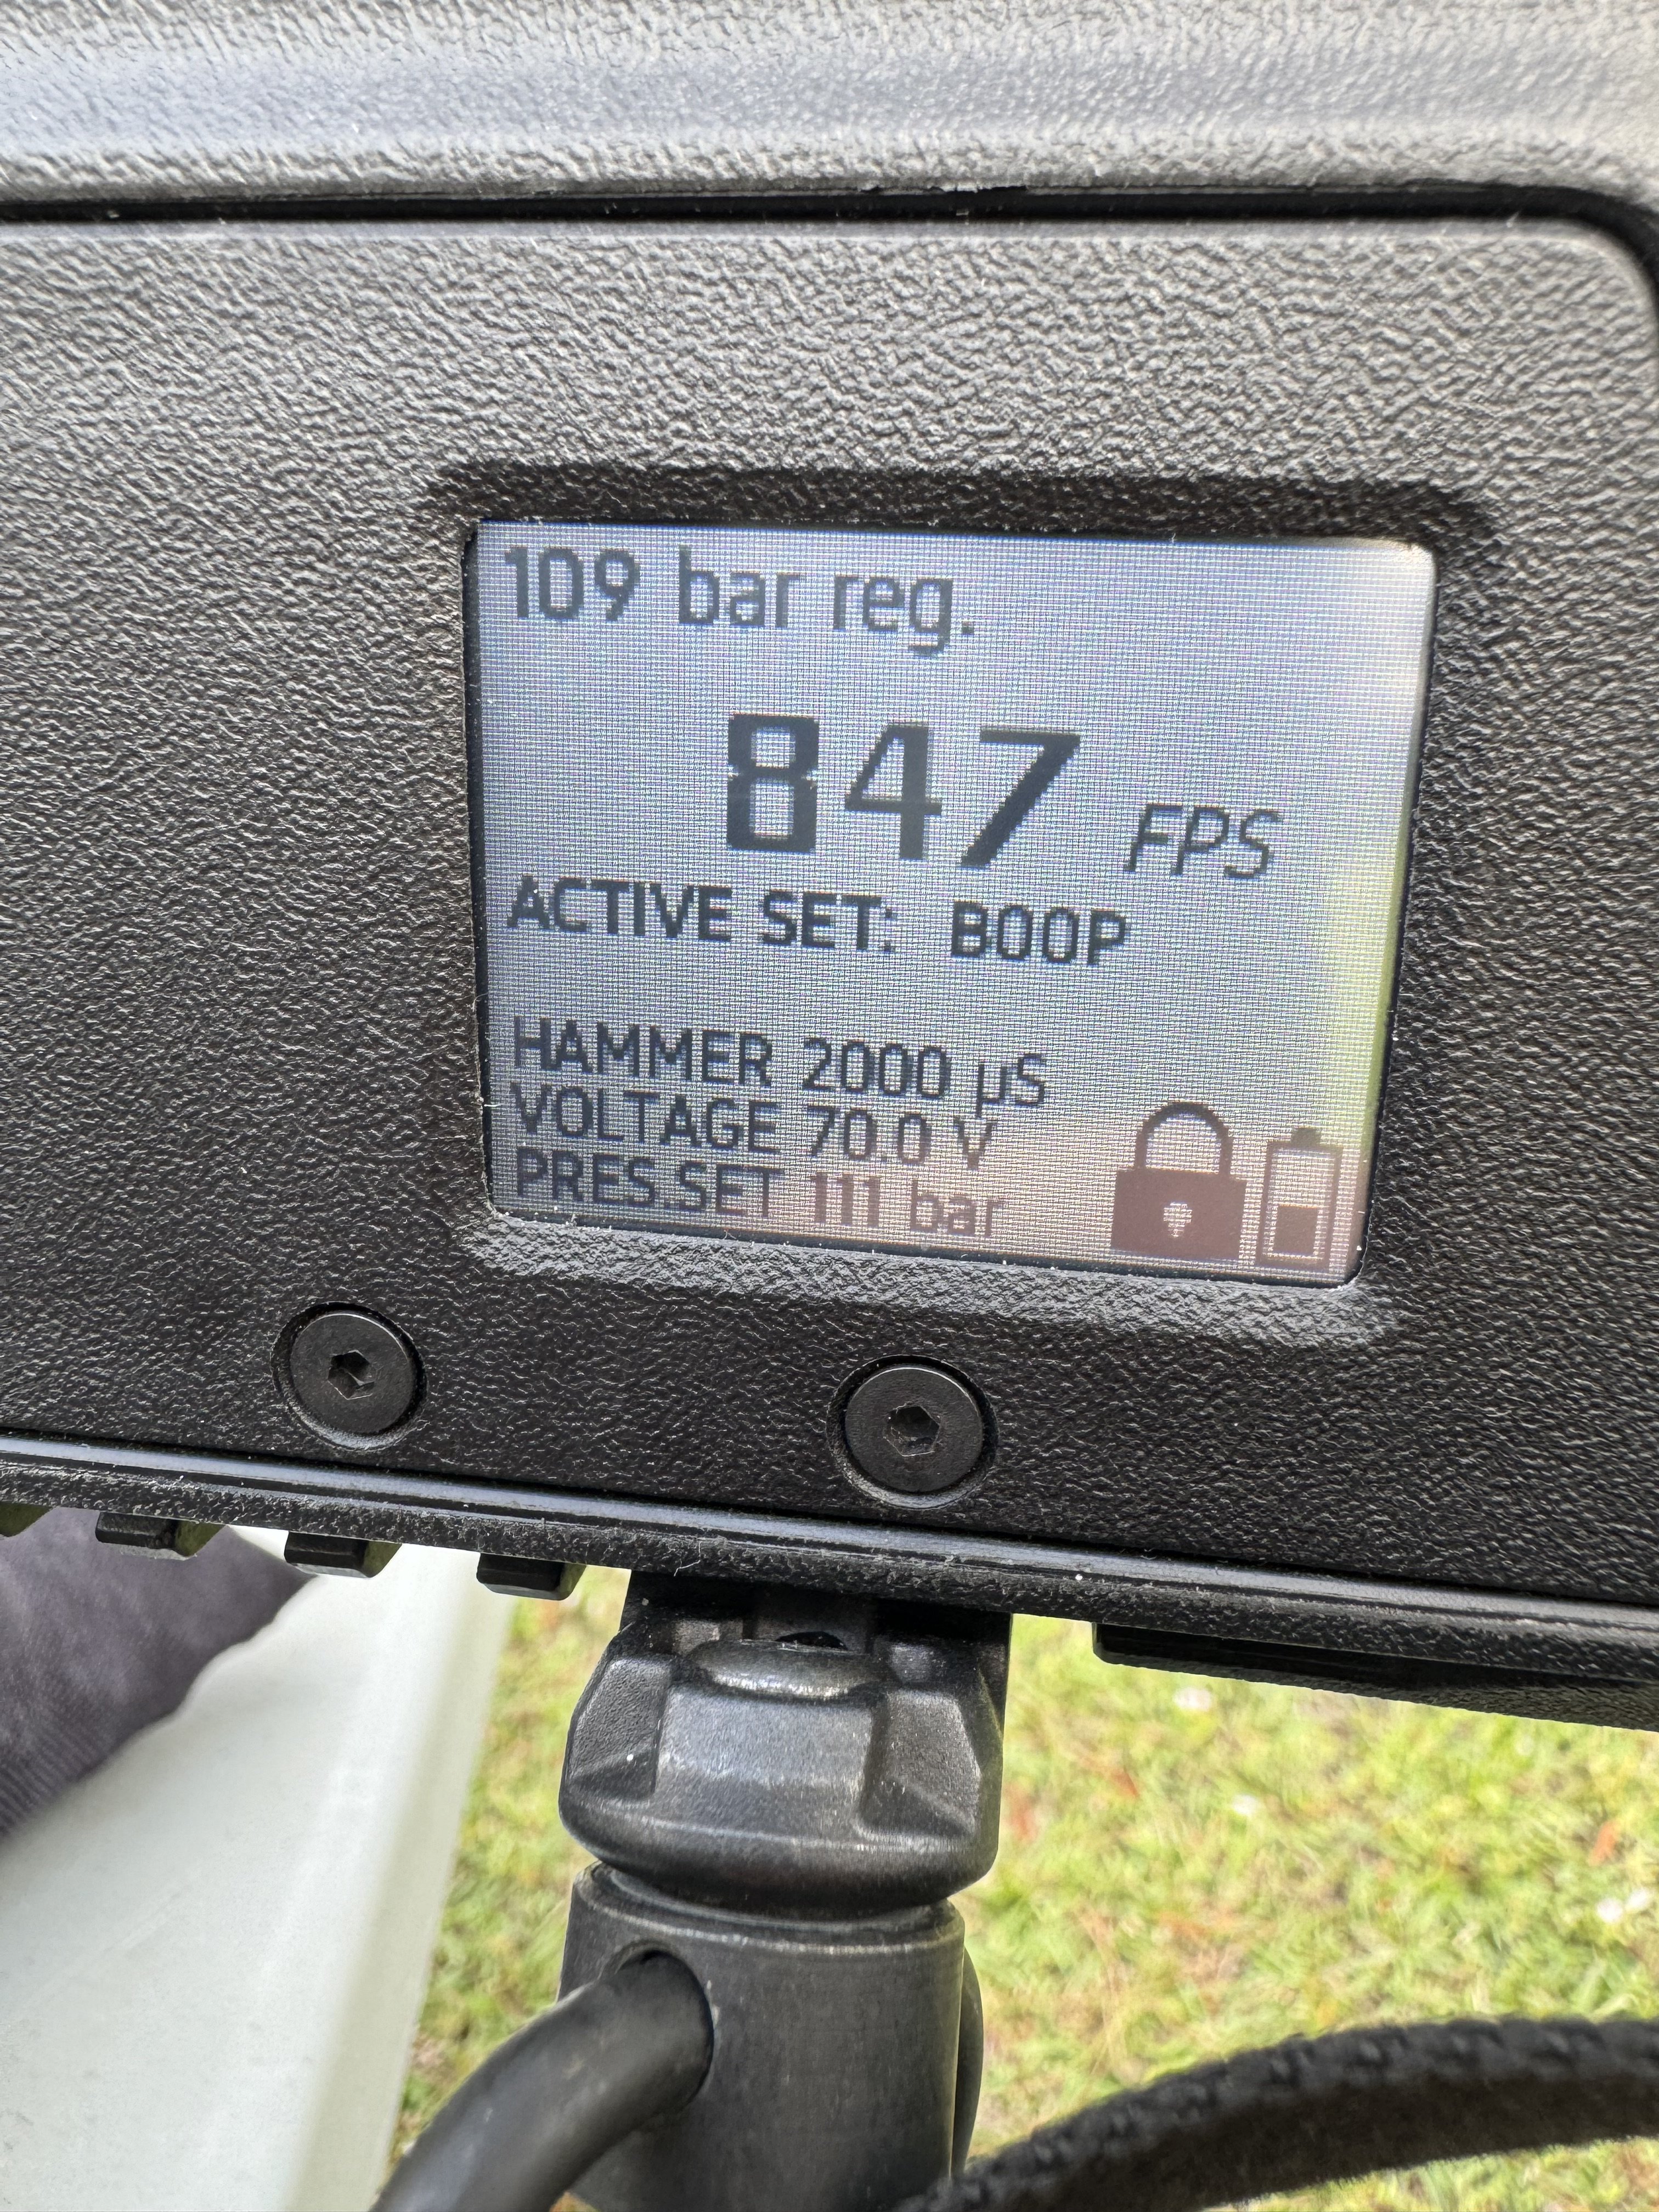 109 bar reg.
847 FPS
ACTIVE SET: BOOP
HAMMER 2000 µS
VOLTAGE 70.0 V
PRES.SET 111 bar